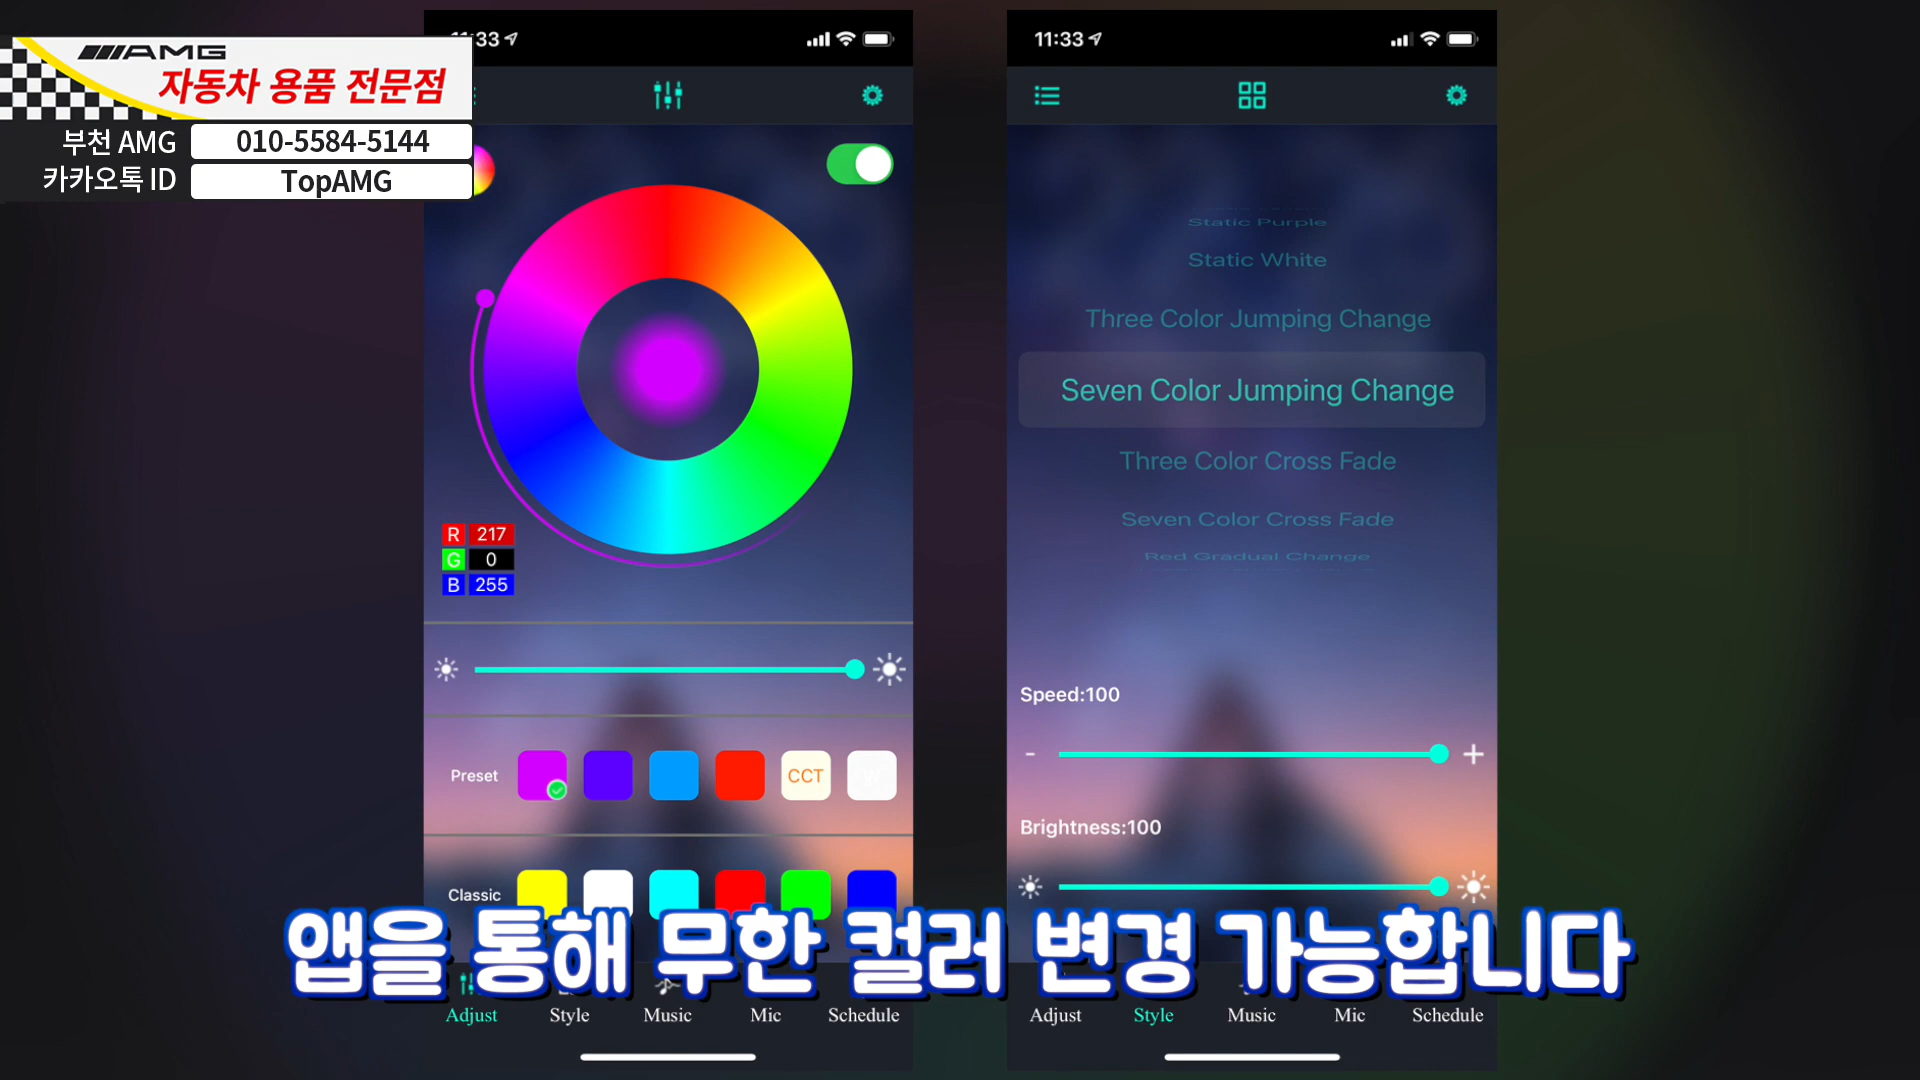 AMG
자동차 용품 전문점
부천 AMG 010-5584-5144
카카오톡 ID TopAMG
:33
R 217
G 0
B 255
Preset CCT
Classic
Adjust Style Music Mic Schedule
11:33
Static Purple
Static White
Three Color Jumping Change
Seven Color Jumping Change
Three Color Cross Fade
Seven Color Cross Fade
Red Gradual Change
Speed:100
- +
Brightness:100
Adjust Style Music Mic Schedule
앱을 통해 무한 컬러 변경 가능합니다